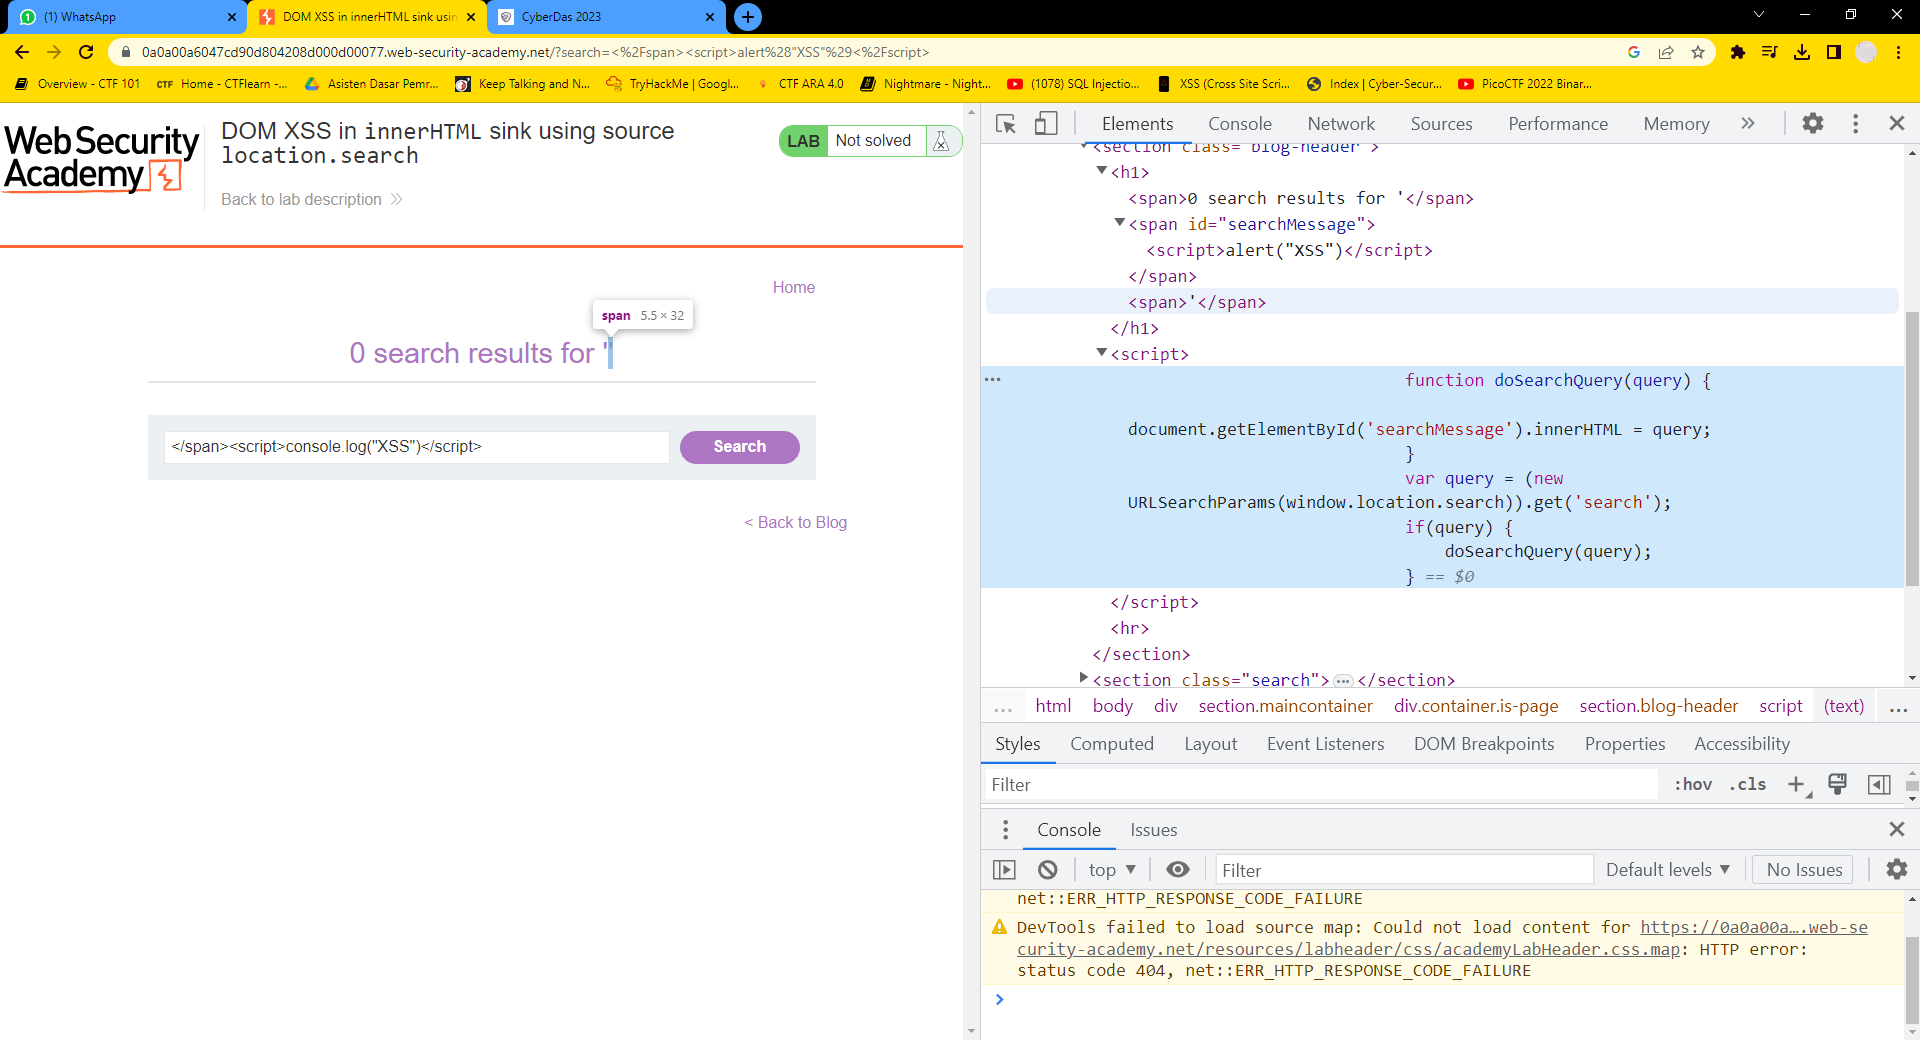 (1) WhatsApp
DOM XSS in innerHTML sink usin
CyberDas 2023
0a0a00a6047cd90d804208d000d00077.web-security-academy.net/?search=<%2Fspan><script>alert%28"XSS"%29<%2Fscript>
Overview - CTF 101
CTF
Home - CTFlearn -...
Asisten Dasar Pemr...
Keep Talking and N...
TryHackMe | Googl...
CTF ARA 4.0
Nightmare - Night...
(1078) SQL Injectio...
XSS (Cross Site Scri...
Index | Cyber-Secur...
PicoCTF 2022 Binar...
Web Security
Academy
DOM XSS in innerHTML sink using source
location.search
Back to lab description
LAB
Not solved
Home
span 5.5 × 32
0 search results for ''
</span><script>console.log("XSS")</script>
Search
< Back to Blog
Elements
Console
Network
Sources
Performance
Memory
<section class="blog-header">
<h1>
<span>0 search results for '</span>
<span id="searchMessage">
<script>alert("XSS")</script>
</span>
<span>'</span>
</h1>
<script>
function doSearchQuery(query) {
document.getElementById('searchMessage').innerHTML = query;
}
var query = (new
URLSearchParams(window.location.search)).get('search');
if(query) {
doSearchQuery(query);
} == $0
</script>
<hr>
</section>
<section class="search">…</section>
...
html
body
div
section.maincontainer
div.container.is-page
section.blog-header
script
(text)
...
Styles
Computed
Layout
Event Listeners
DOM Breakpoints
Properties
Accessibility
Filter
:hov
.cls
Console
Issues
top
Filter
Default levels
No Issues
net::ERR_HTTP_RESPONSE_CODE_FAILURE
DevTools failed to load source map: Could not load content for https://0a0a00a….web-se
curity-academy.net/resources/labheader/css/academyLabHeader.css.map: HTTP error:
status code 404, net::ERR_HTTP_RESPONSE_CODE_FAILURE